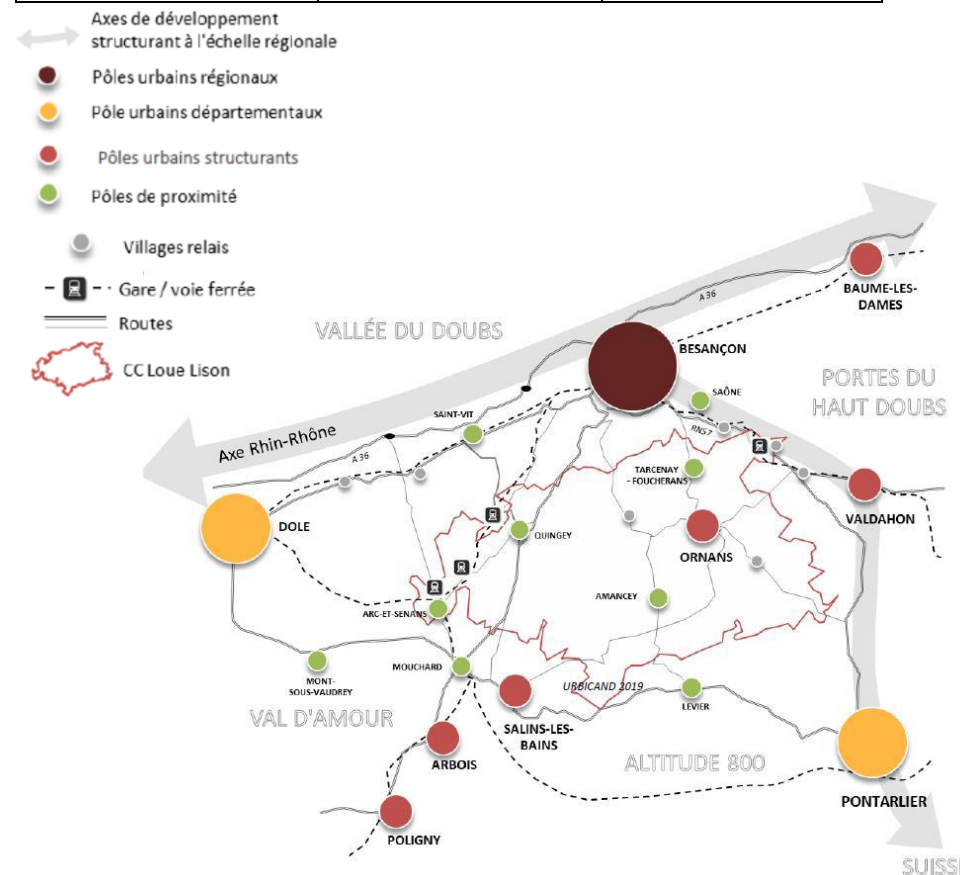 Axes de développement
structurant à l'échelle régionale
Pôles urbains régionaux
Pôle urbains départementaux
Pôles urbains structurants
Pôles de proximité
Villages relais
Gare / voie ferrée
Routes
CC Loue Lison
VALLÉE DU DOUBS
A 36
BAUME-LES-
DAMES
BESANÇON
PORTES DU
HAUT DOUBS
SAÔNE
SAINT-VIT
RN57
Axe Rhin-Rhône
A 36
TARCENAY
- FOUCHERANS
VALDAHON
DOLE
QUINGEY
ORNANS
AMANCEY
ARC-ET-SENANS
MOUCHARD
MONT-
SOUS-VAUDREY
URBICAND 2019
LEVIER
VAL D'AMOUR
SALINS-LES-
BAINS
ARBOIS
ALTITUDE 800
PONTARLIER
POLIGNY
SUISSE